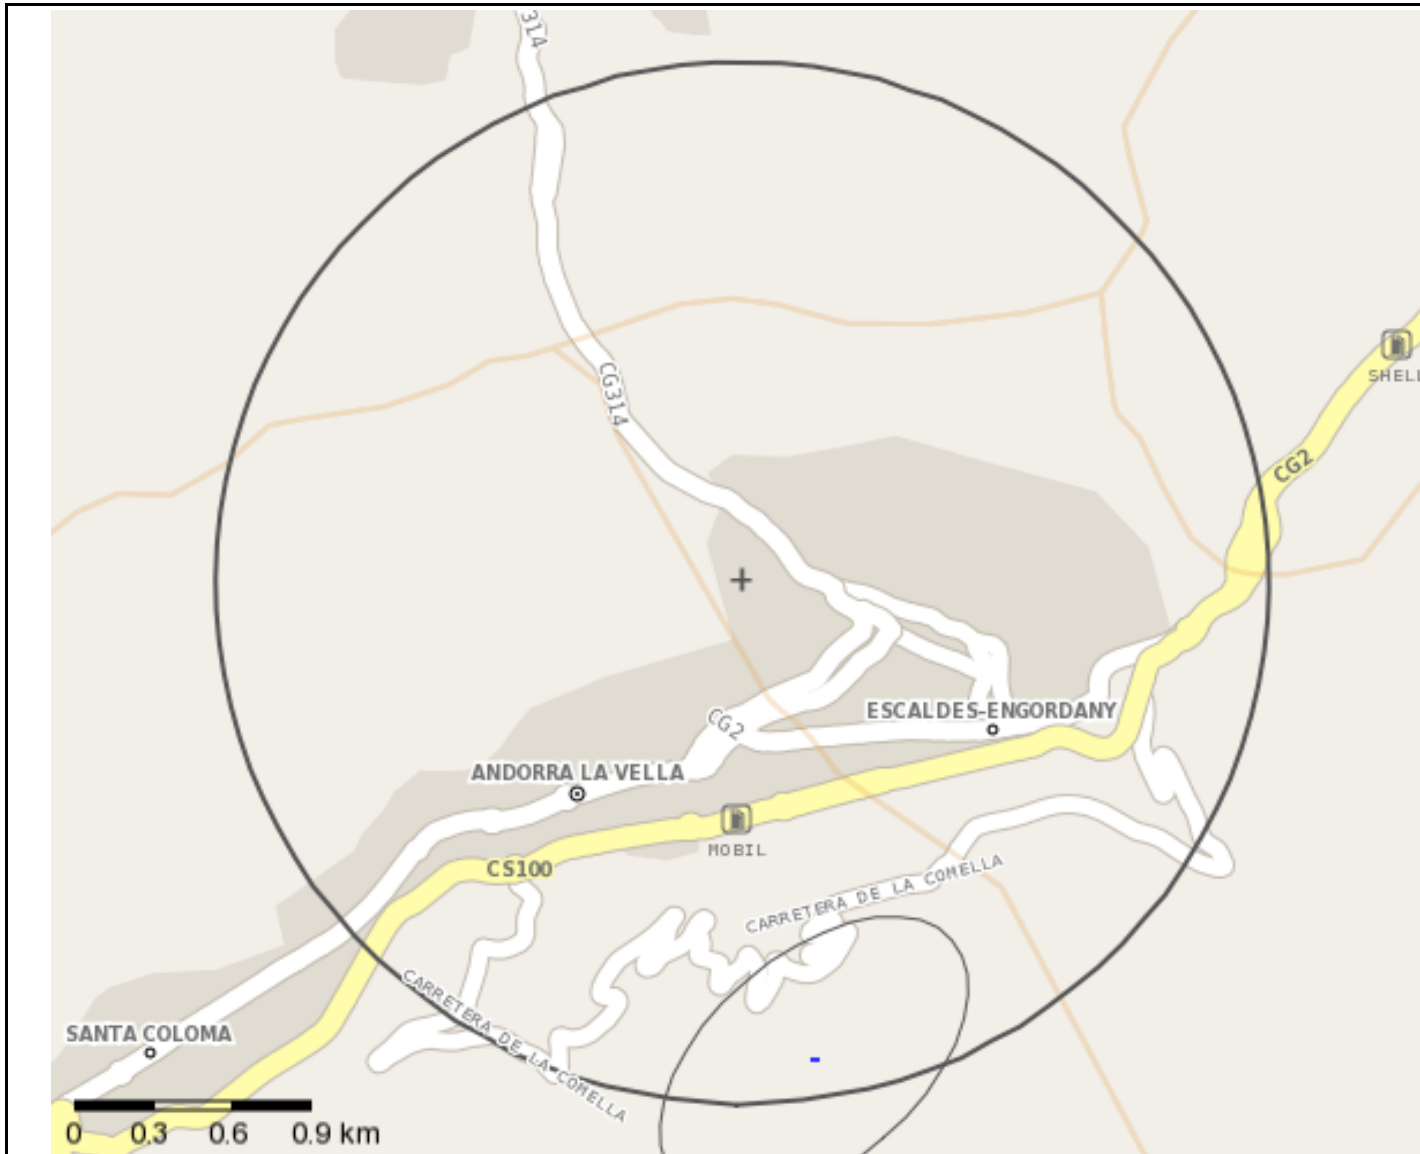 314
CG314
SHELL
CG2
ESCALDES-ENGORDANY
CG2
ANDORRA LA VELLA
MOBIL
CS100
CARRETERA DE LA COMELLA
CARRETERA DE LA COMELLA
SANTA COLOMA
0 0.3 0.6 0.9 km